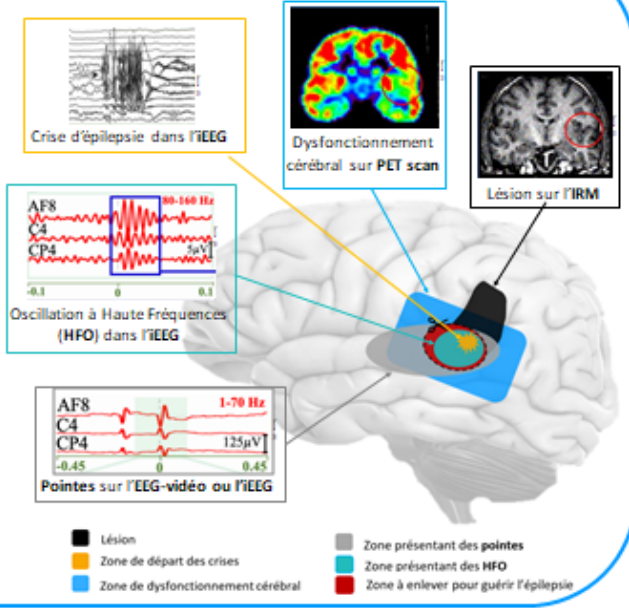 Crise d'épilepsie dans l'iEEG
Dysfonctionnement
cérébral sur PET scan
Lésion sur l'IRM
80-160 Hz
AF8
C4
CP4
5µV
-0.1
0
0.1
Oscillation à Haute Fréquences
(HFO) dans l'iEEG
AF8
1-70 Hz
C4
CP4
125µV
-0.45
0
0.45
Pointes sur l'EEG-vidéo ou l'iEEG
Lésion
Zone de départ des crises
Zone de dysfonctionnement cérébral
Zone présentant des pointes
Zone présentant des HFO
Zone à enlever pour guérir l'épilepsie